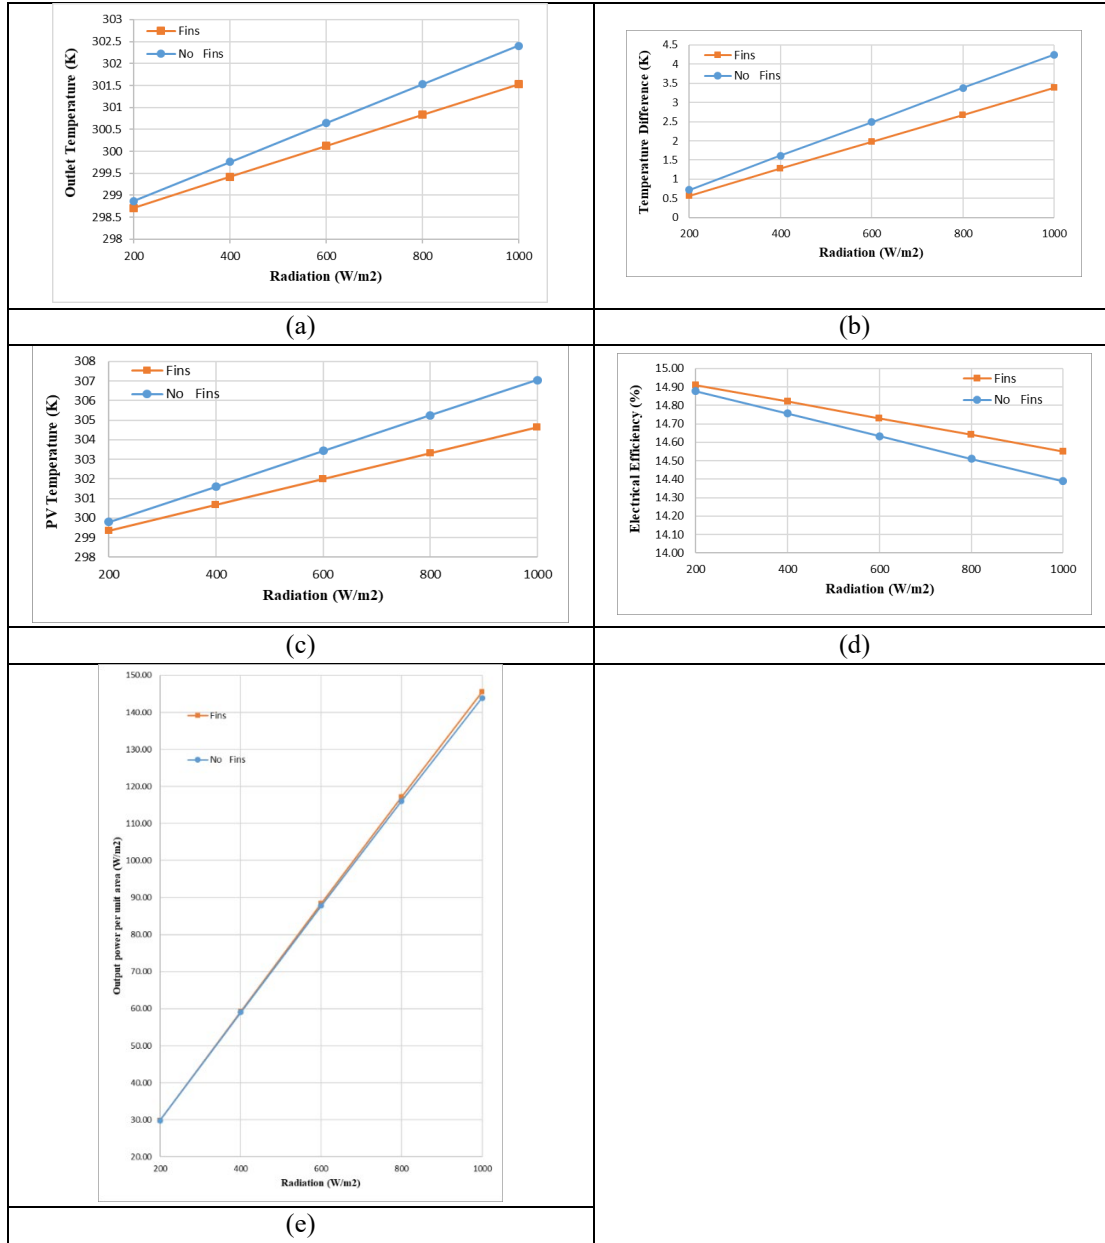 303
302.5
302
301.5
301
300.5
300
299.5
299
298.5
298
Outlet Temperature (K)
Fins
No Fins
200 400 600 800 1000
Radiation (W/m2)
(a)
4.5
4
3.5
3
2.5
2
1.5
1
0.5
0
Temperature Difference (K)
Fins
No Fins
200 400 600 800 1000
Radiation (W/m2)
(b)
308
307
306
305
304
303
302
301
300
299
298
PV Temperature (K)
Fins
No Fins
200 400 600 800 1000
Radiation (W/m2)
(c)
15.00
14.90
14.80
14.70
14.60
14.50
14.40
14.30
14.20
14.10
14.00
Electrical Efficiency (%)
Fins
No Fins
200 400 600 800 1000
Radiation (W/m2)
(d)
150.00
140.00
130.00
120.00
110.00
100.00
90.00
80.00
70.00
60.00
50.00
40.00
30.00
20.00
Output power per unit area (W/m2)
Fins
No Fins
200 400 600 800 1000
Radiation (W/m2)
(e)